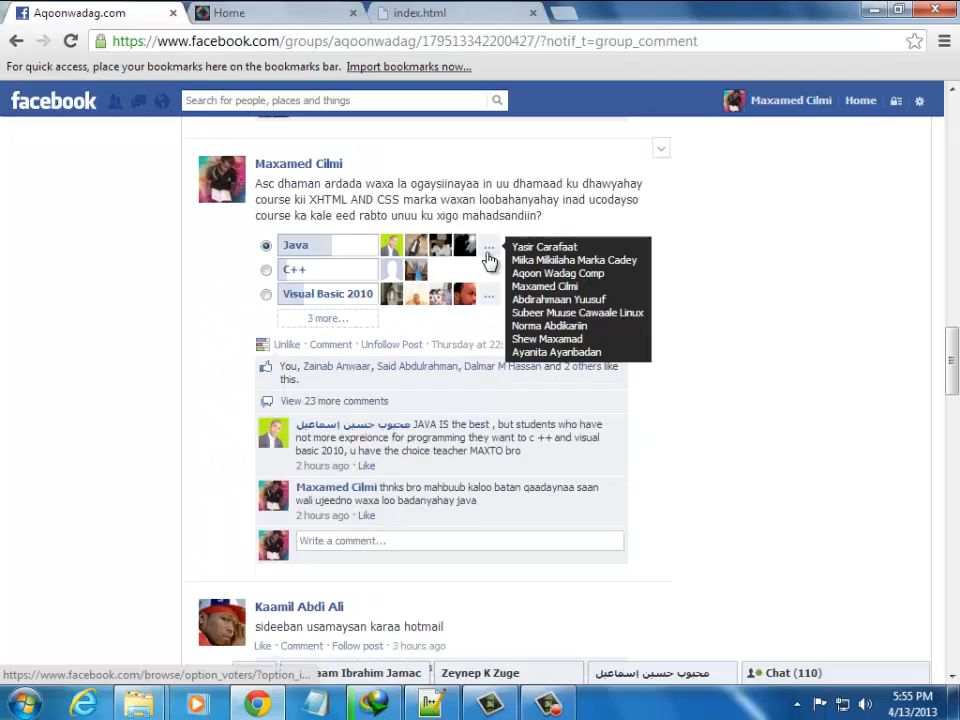 Aqoonwadag.com
Home
index.html
https://www.facebook.com/groups/aqoonwadag/179513342200427/?notif_t=group_comment
For quick access, place your bookmarks here on the bookmarks bar. Import bookmarks now...
facebook
Search for people, places and things
Maxamed Cilmi
Home
Maxamed Cilmi
Asc dhaman ardada waxa la ogaysiinayaa in uu dhamaad ku dhawyahay
course kii XHTML AND CSS marka waxan loobahanyahay inad ucodayso
course ka kale eed rabto unuu ku xigo mahadsandiin?
Java
...
C++
Visual Basic 2010
...
3 more...
Yasir Carafaat
Miika Milkiilaha Marka Cadey
Aqoon Wadag Comp
Maxamed Cilmi
Abdirahmaan Yuusuf
Subeer Muuse Cawaale Linux
Norma Abdikariin
Shew Maxamad
Ayanita Ayanbadan
Unlike · Comment · Unfollow Post · Thursday at 22:
You, Zainab Anwaar, Said Abdulrahman, Dalmar M Hassan and 2 others like
this.
View 23 more comments
محبوب حسين إسماعيل JAVA IS the best , but students who have
not more expreionce for programming they want to c ++ and visual
basic 2010, u have the choice teacher MAXTO bro
2 hours ago · Like
Maxamed Cilmi thnks bro mahbuub kaloo batan qaadaynaa saan
wali ujeedno waxa loo badanyahay java
2 hours ago · Like
Write a comment...
Kaamil Abdi Ali
sideeban usamaysan karaa hotmail
Like · Comment · Follow post · 3 hours ago
https://www.facebook.com/browse/option_voters/?option_i...
aam Ibrahim Jamac
Zeynep K Zuge
محبوب حسين إسماعيل
Chat (110)
5:55 PM
4/13/2013